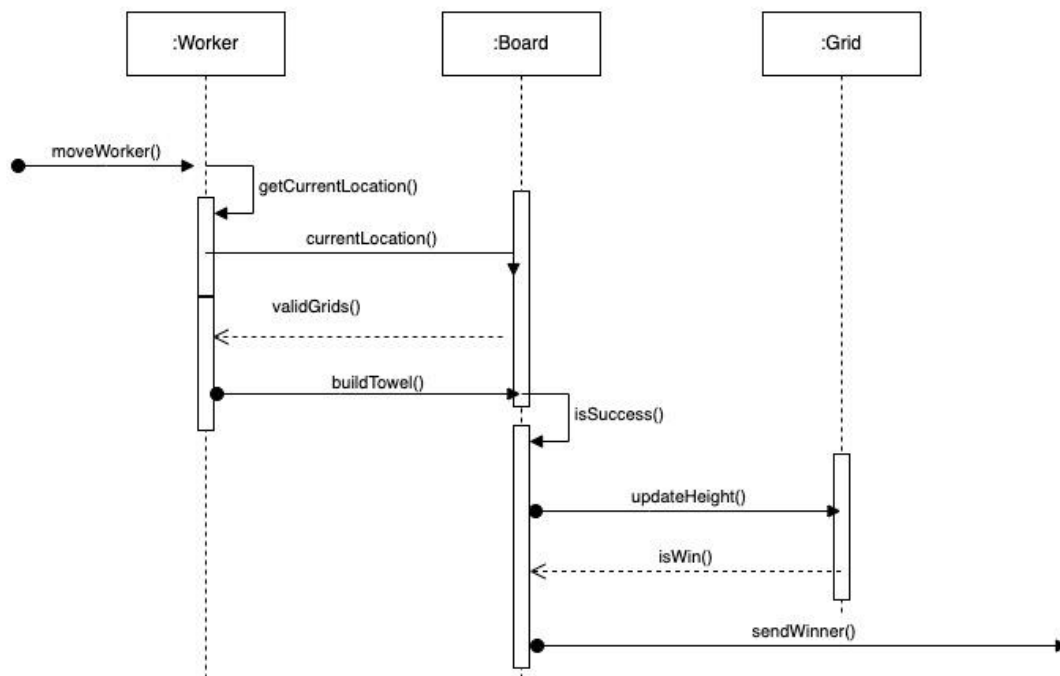 :Worker
:Board
:Grid
moveWorker()
getCurrentLocation()
currentLocation()
validGrids()
buildTowel()
isSuccess()
updateHeight()
isWin()
sendWinner()